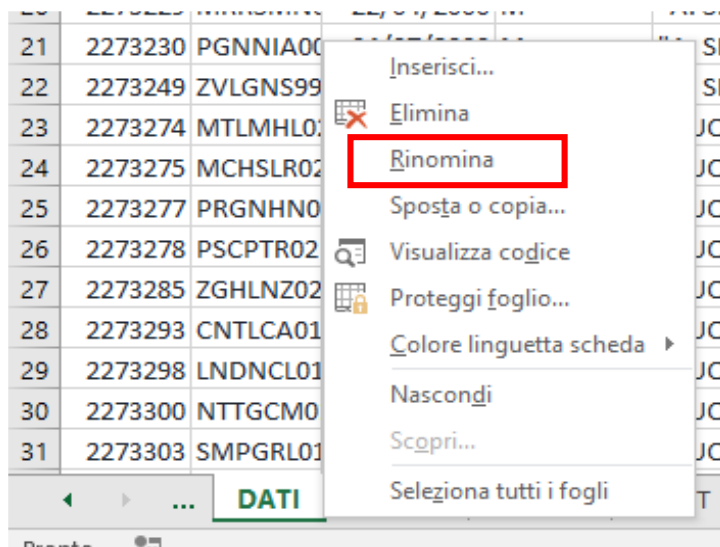 21 2273230 PGNNIA00
22 2273249 ZVLGNS99
23 2273274 MTLMHL0
24 2273275 MCHSLR02
25 2273277 PRGNHN0
26 2273278 PSCPTR02
27 2273285 ZGHLNZ02
28 2273293 CNTLCA01
29 2273298 LNDNCL01
30 2273300 NTTGCM0
31 2273303 SMPGRL01
Inserisci...
Elimina
Rinomina
Sposta o copia...
Visualizza codice
Proteggi foglio...
Colore linguetta scheda
Nascondi
Scopri...
Seleziona tutti i fogli
... DATI